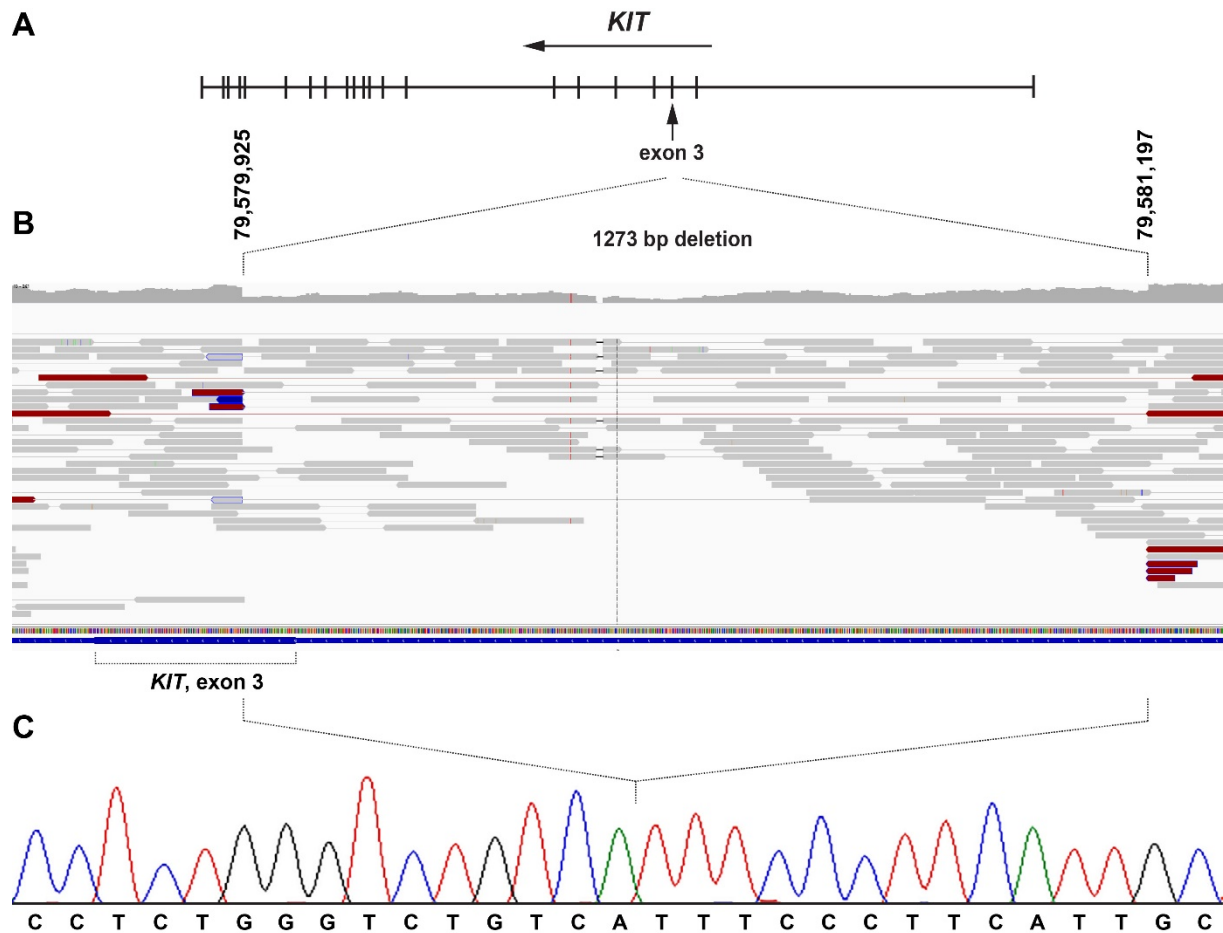 A
KIT
exon 3
79,579,925
79,581,197
B
1273 bp deletion
KIT, exon 3
C
C C T C T G G G T C T G T C A T T T C C C T T C A T T G C